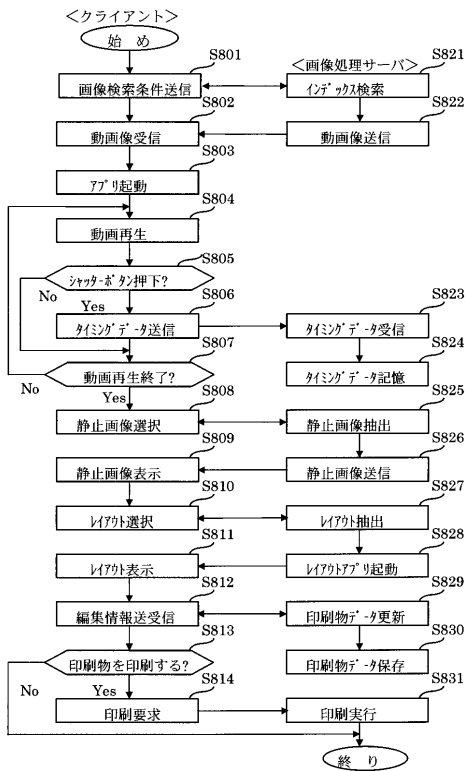 <クライアント>
始 め
S801
画像検索条件送信
<画像処理サーバ>
S821
インデックス検索
S802
動画像受信
S822
動画像送信
S803
アプリ起動
S804
動画再生
S805
シャッターボタン押下?
No
Yes
S806
タイミングデータ送信
S823
タイミングデータ受信
S807
動画再生終了?
No
Yes
S824
タイミングデータ記憶
S808
静止画像選択
S825
静止画像抽出
S809
静止画像表示
S826
静止画像送信
S810
レイアウト選択
S827
レイアウト抽出
S811
レイアウト表示
S828
レイアウトアプリ起動
S812
編集情報送受信
S829
印刷物データ更新
S813
印刷物を印刷する?
No
Yes
S830
印刷物データ保存
S814
印刷要求
S831
印刷実行
終 り